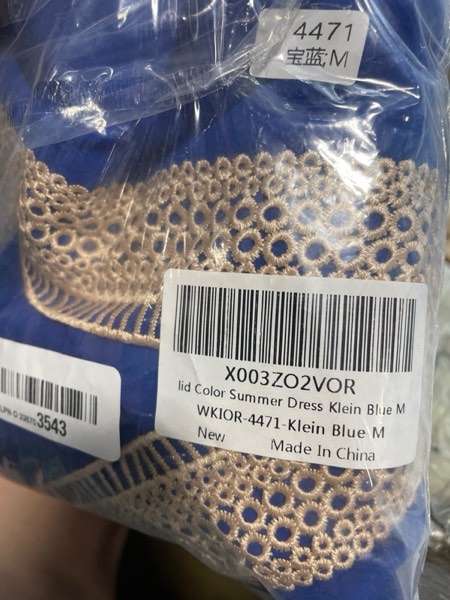 4471
宝蓝;M
X003ZO2VOR
lid Color Summer Dress Klein Blue M
WKIOR-4471-Klein Blue M
New
Made In China
3543